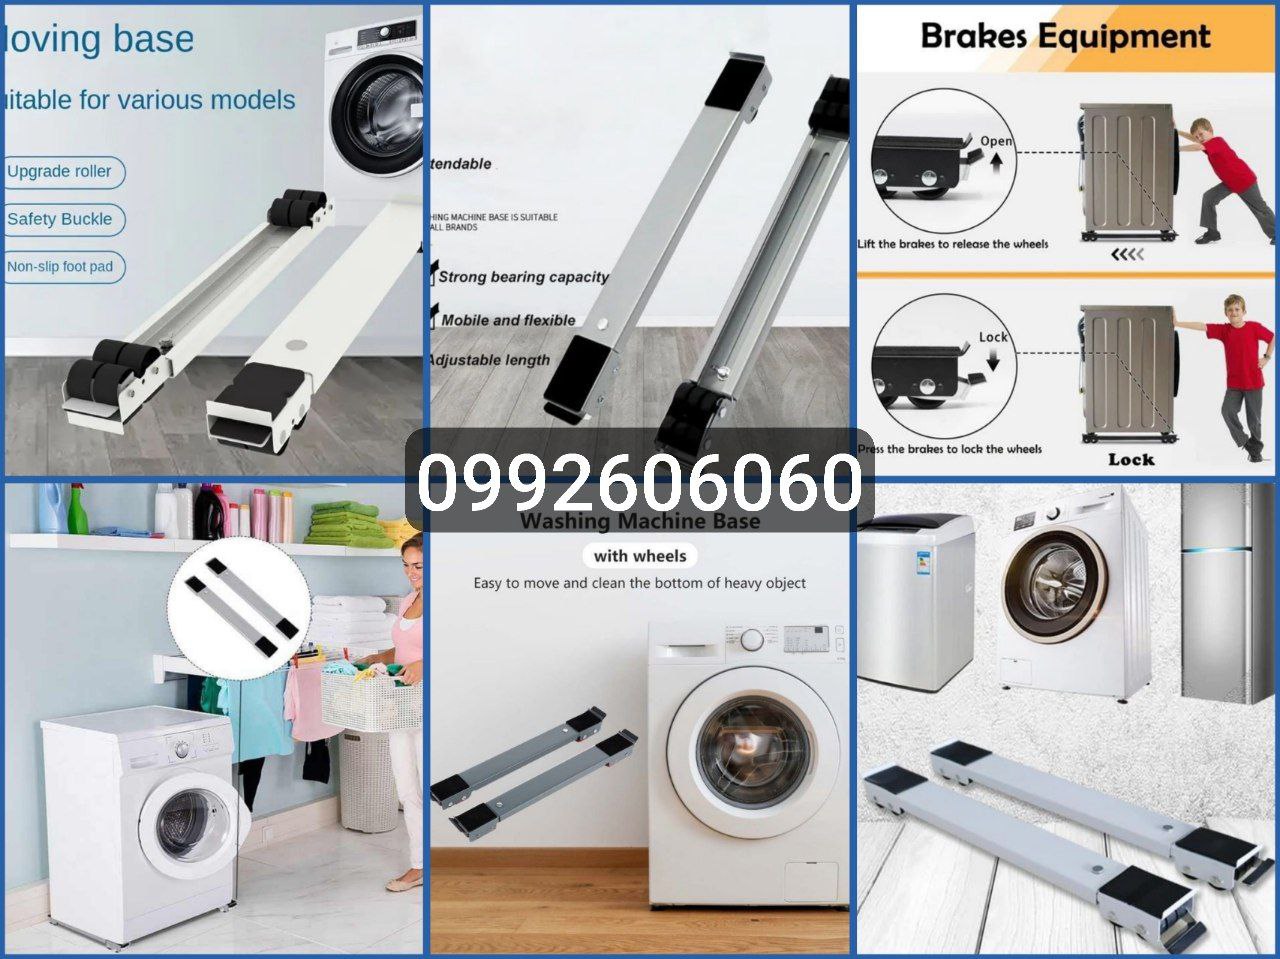 loving base
uitable for various models
Upgrade roller
Safety Buckle
Non-slip foot pad
tendable
HING MACHINE BASE IS SUITABLE
ALL BRANDS
Strong bearing capacity
Mobile and flexible
Adjustable length
Brakes Equipment
Open
Lift the brakes to release the wheels
Lock
Press the brakes to lock the wheels
Lock
0992606060
Washing Machine Base
with wheels
Easy to move and clean the bottom of heavy object